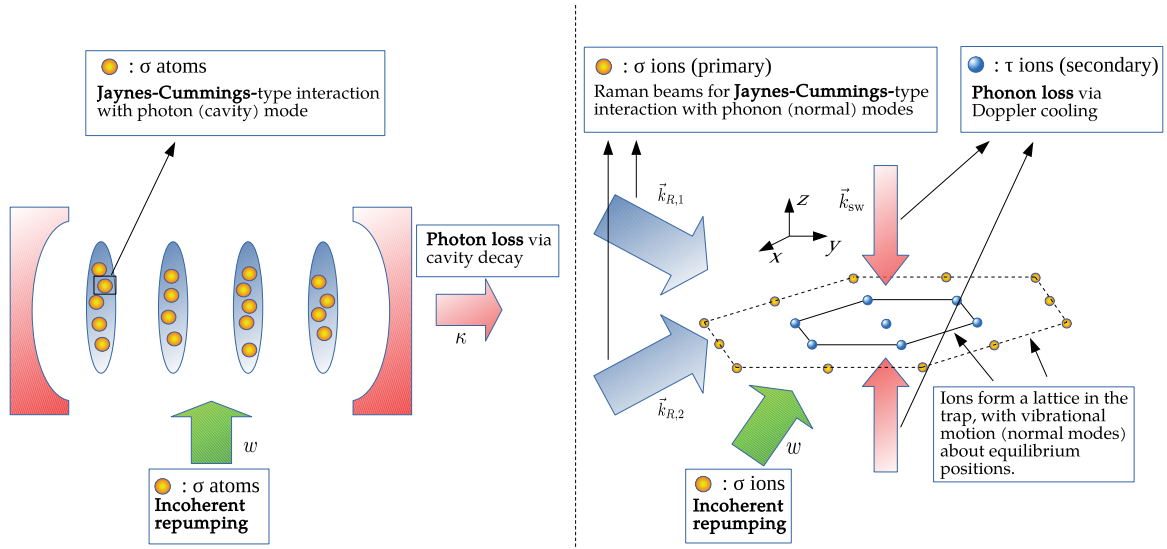 : σ atoms
Jaynes-Cummings-type interaction
with photon (cavity) mode
Photon loss via
cavity decay
κ
w
: σ atoms
Incoherent
repumping
: σ ions (primary)
Raman beams for Jaynes-Cummings-type
interaction with phonon (normal) modes
: τ ions (secondary)
Phonon loss via
Doppler cooling
k⃗R,1
z
y
x
k⃗sw
k⃗R,2
w
: σ ions
Incoherent
repumping
Ions form a lattice in the
trap, with vibrational
motion (normal modes)
about equilibrium
positions.